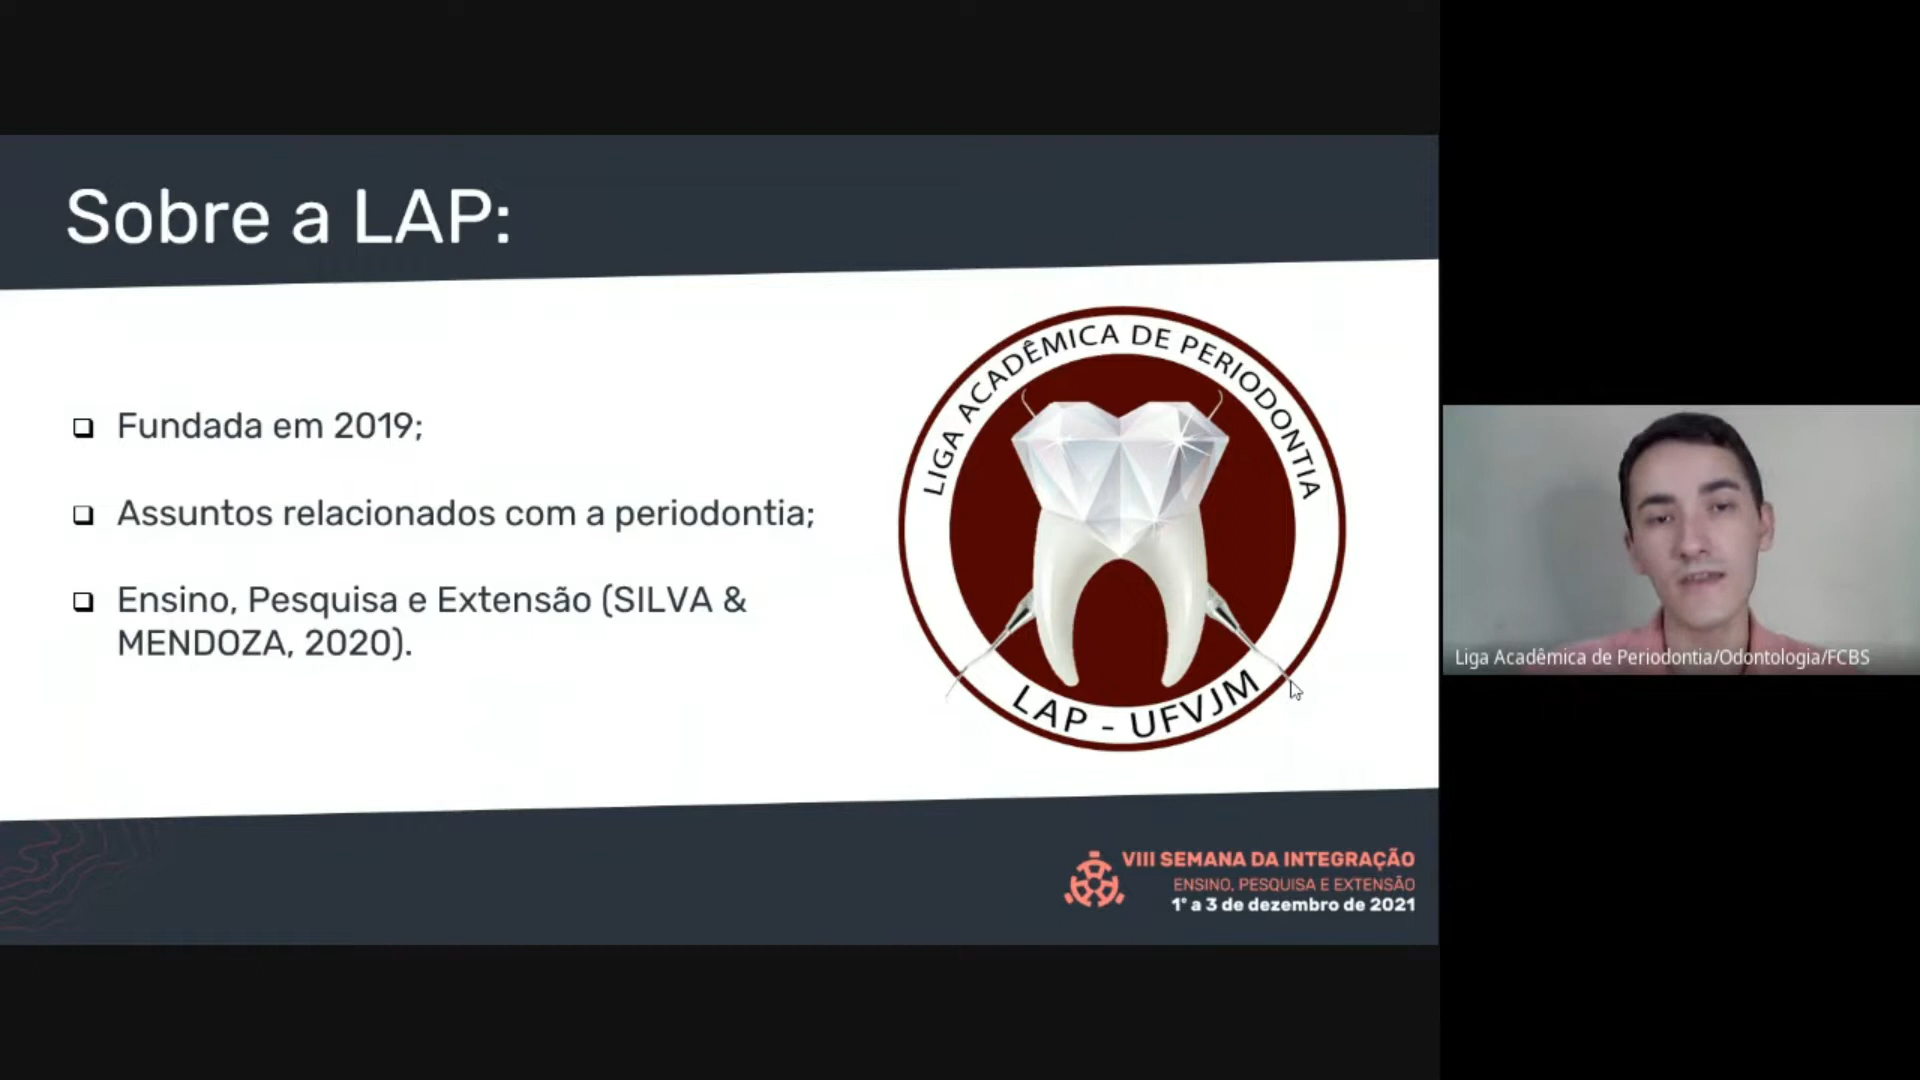 Sobre a LAP:
Fundada em 2019;
Assuntos relacionados com a periodontia;
Ensino, Pesquisa e Extensão (SILVA &
MENDOZA, 2020).
LIGA ACADÊMICA DE PERIODONTIA
LAP - UFVJM
VIII SEMANA DA INTEGRAÇÃO
ENSINO, PESQUISA E EXTENSÃO
1º a 3 de dezembro de 2021
Liga Acadêmica de Periodontia/Odontologia/FCBS